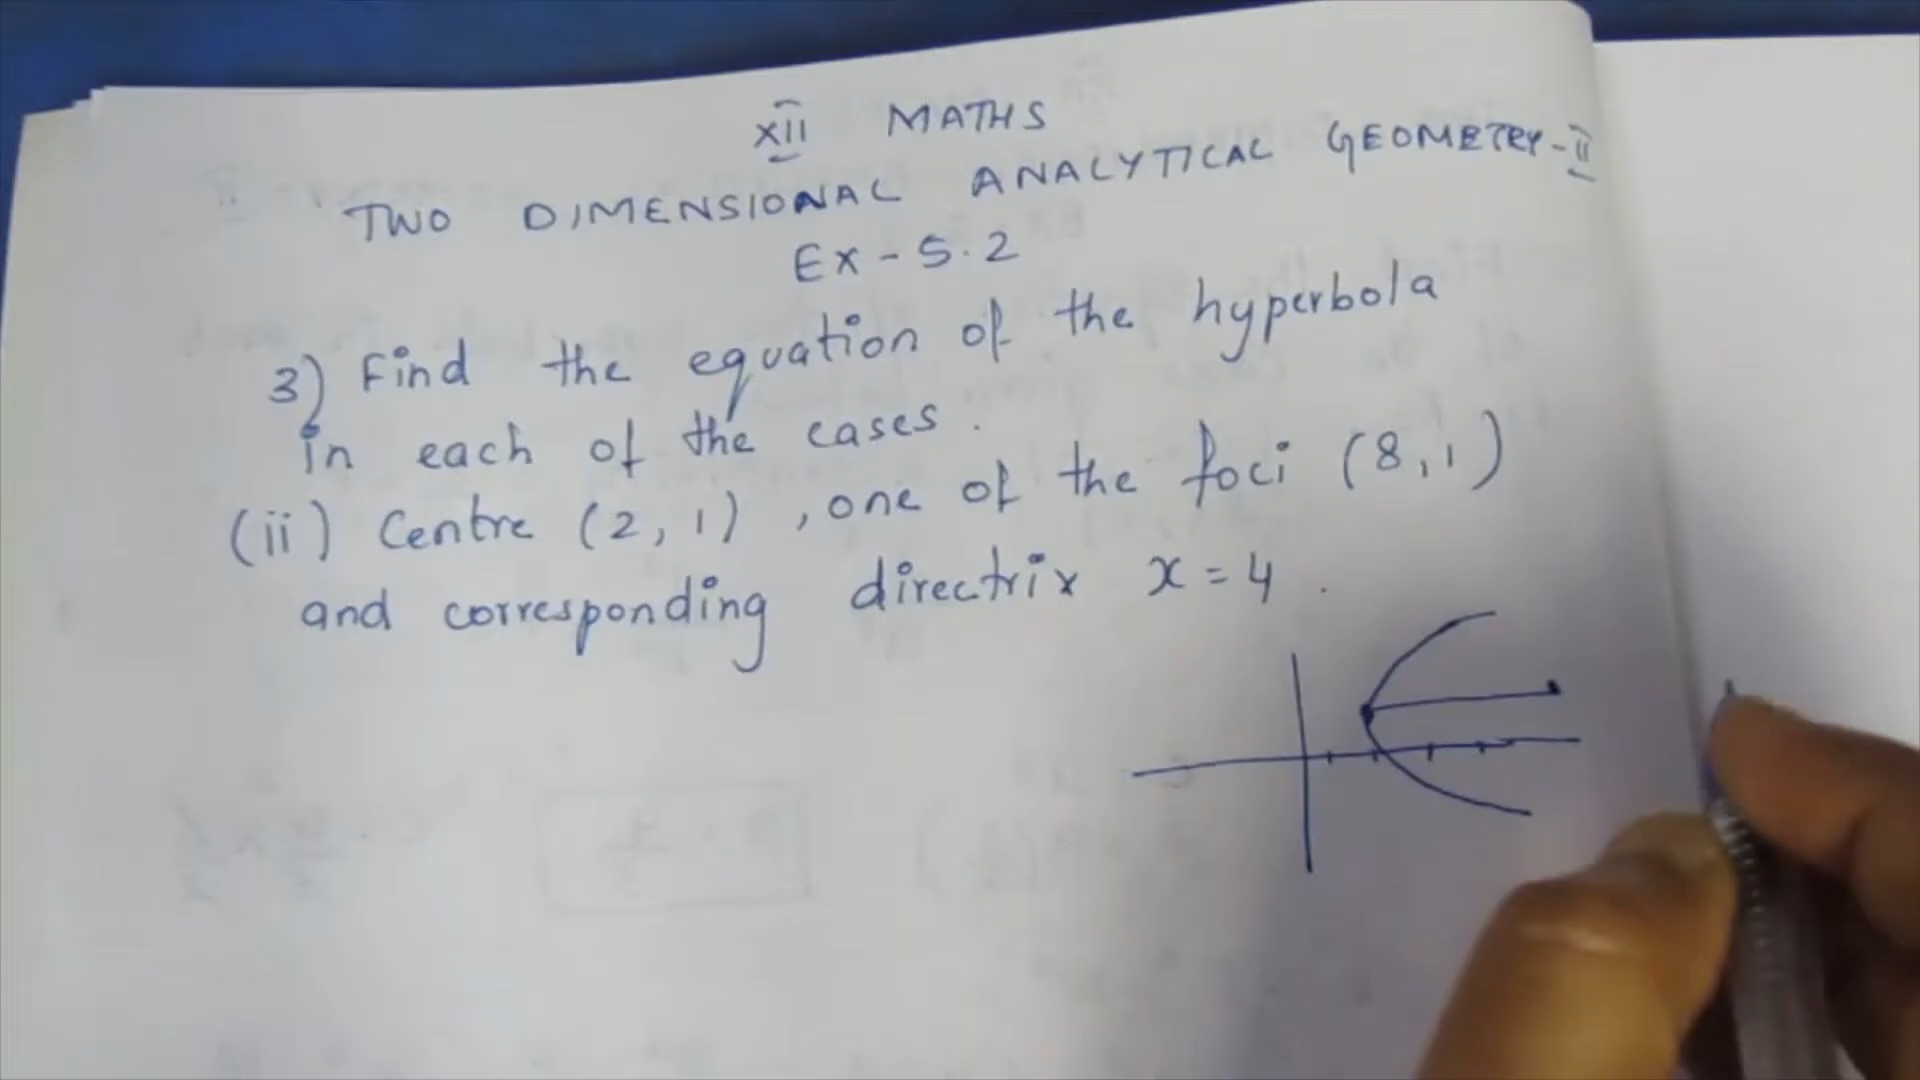 XII MATHS
TWO DIMENSIONAL ANALYTICAL GEOMETRY-II
EX-5.2
3) Find the equation of the hyperbola
in each of the cases.
(ii) Centre (2,1), one of the foci (8,1)
and corresponding directrix x=4.